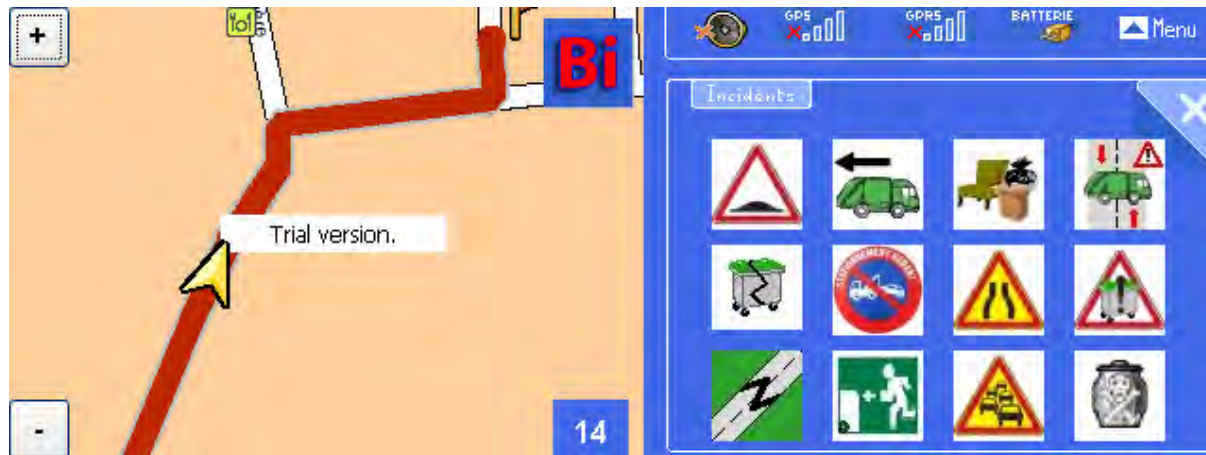 +
Bi
Trial version.
-
14
GPS
GPRS
BATTERIE
Menu
Incidents